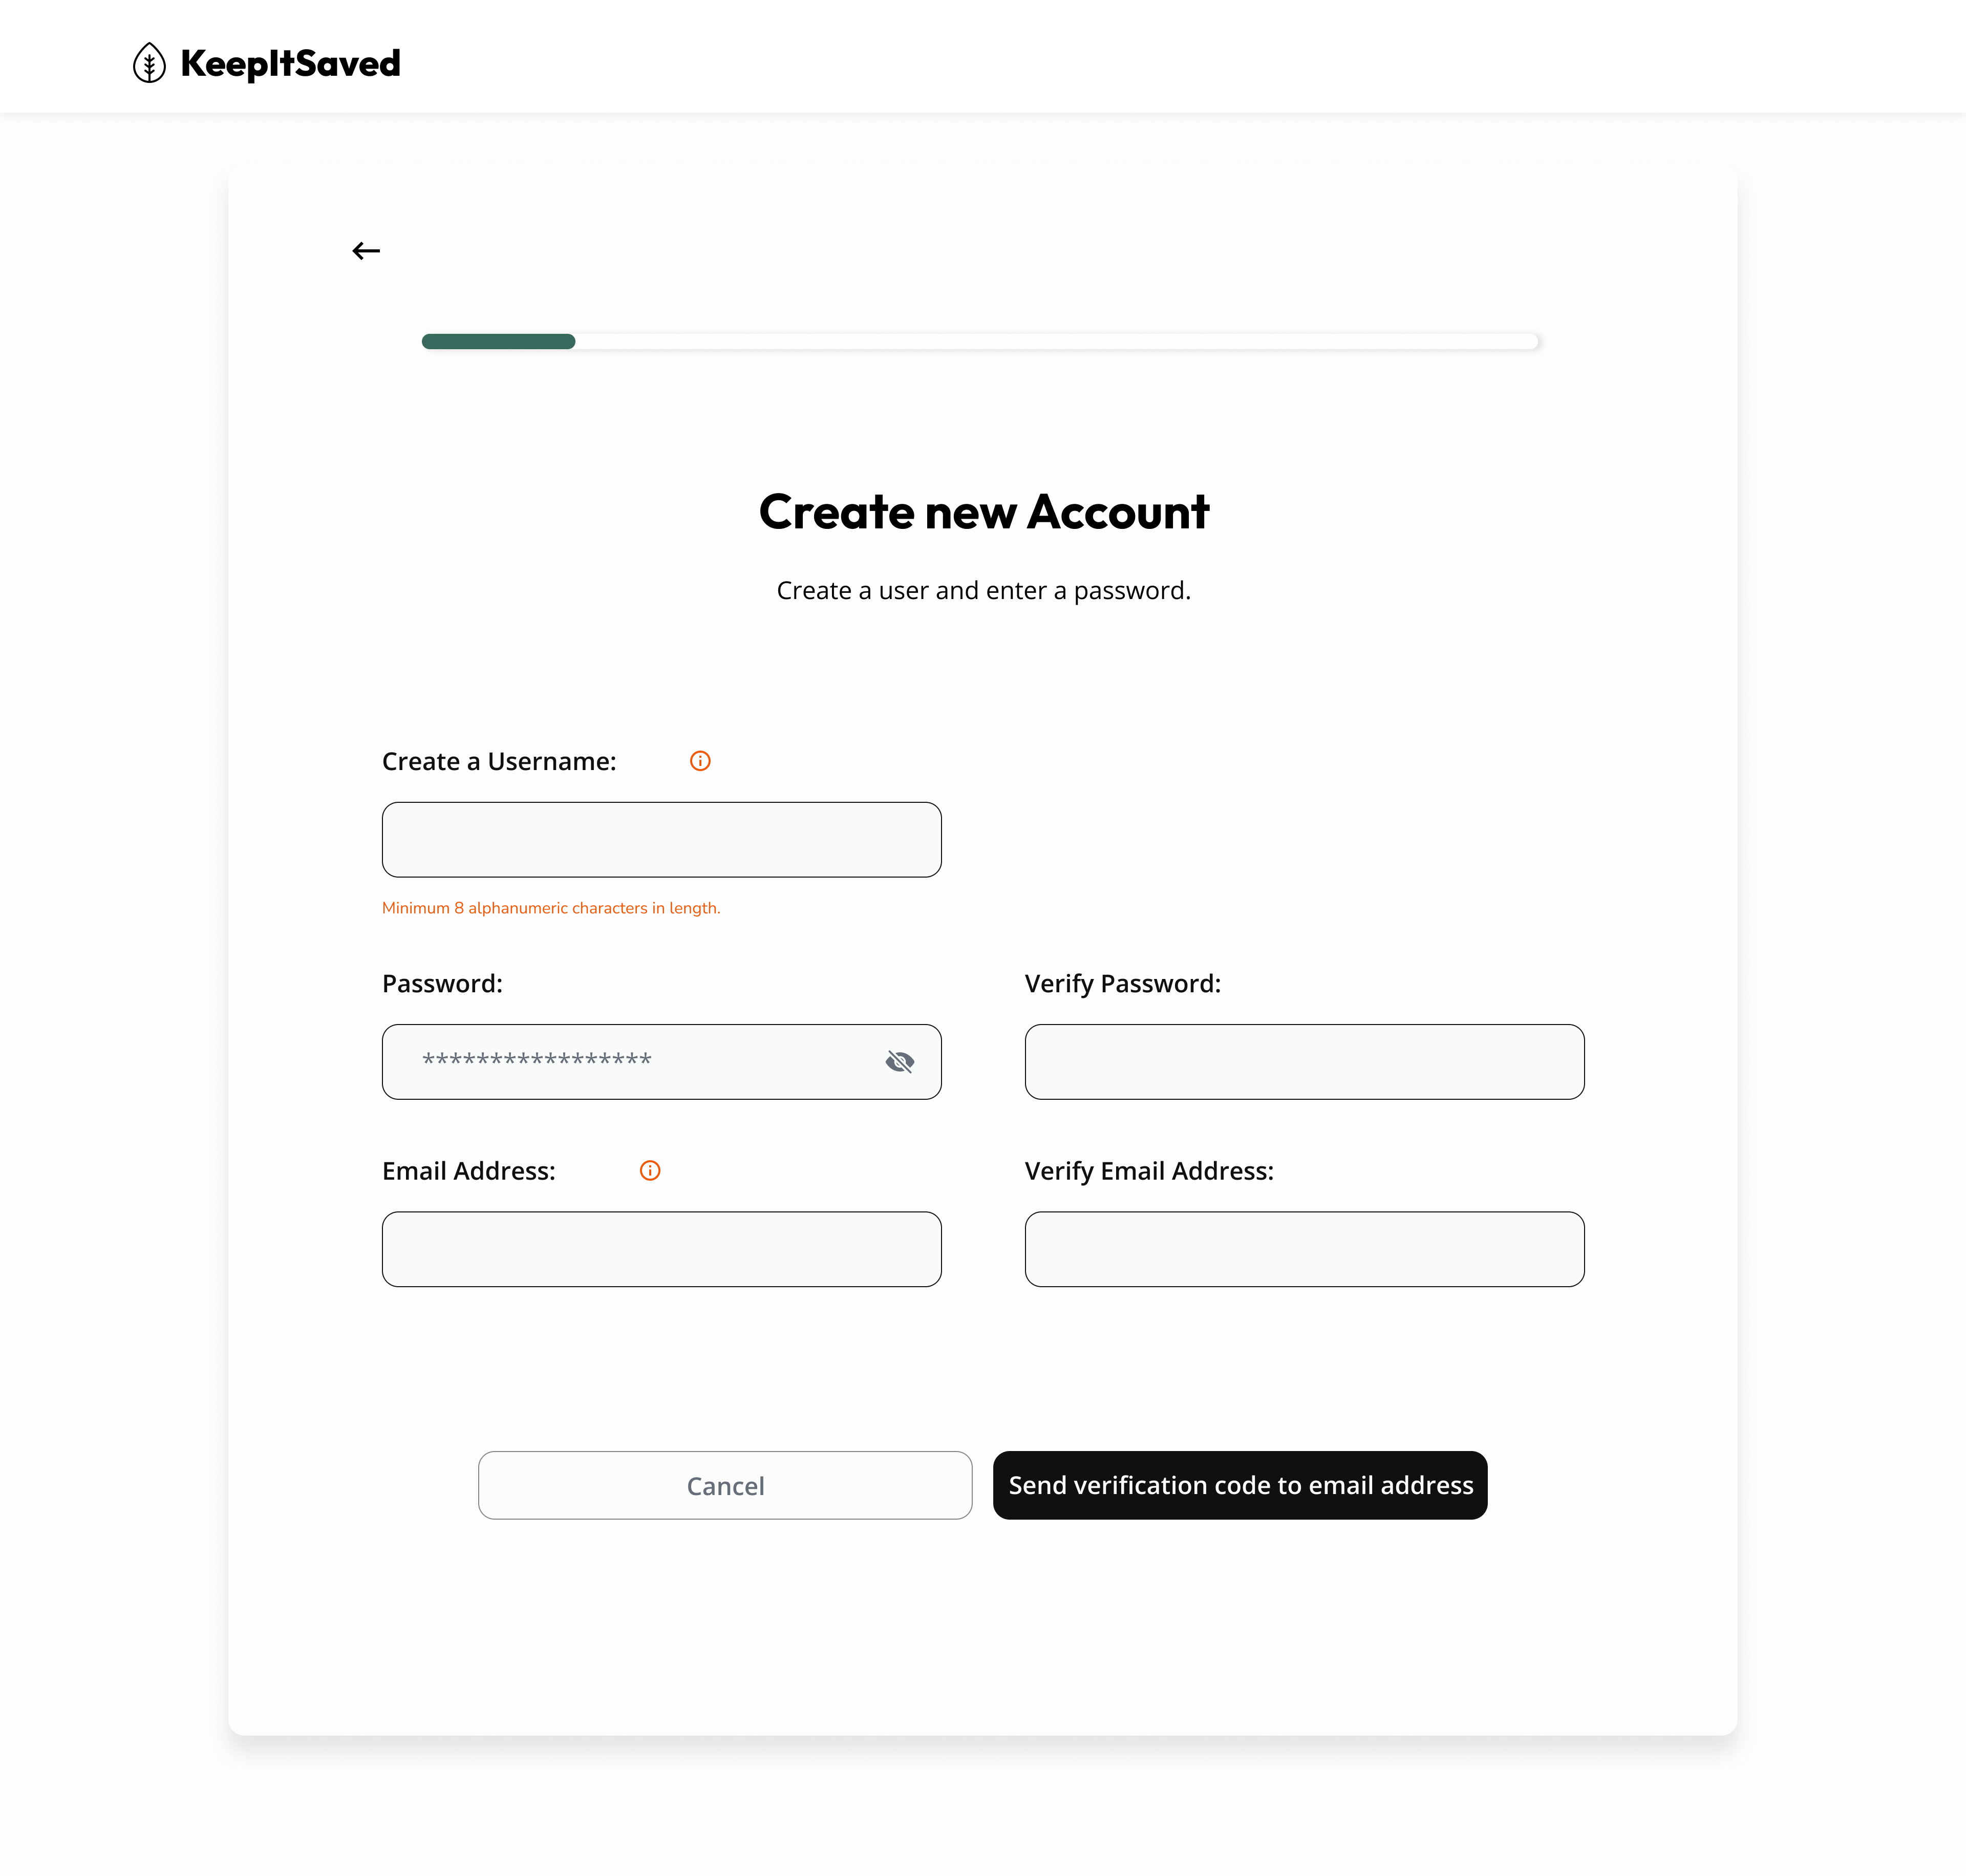 KeepItSaved
Create new Account
Create a user and enter a password.
Create a Username:
Minimum 8 alphanumeric characters in length.
Password:
Verify Password:
*****************
Email Address:
Verify Email Address:
Cancel
Send verification code to email address